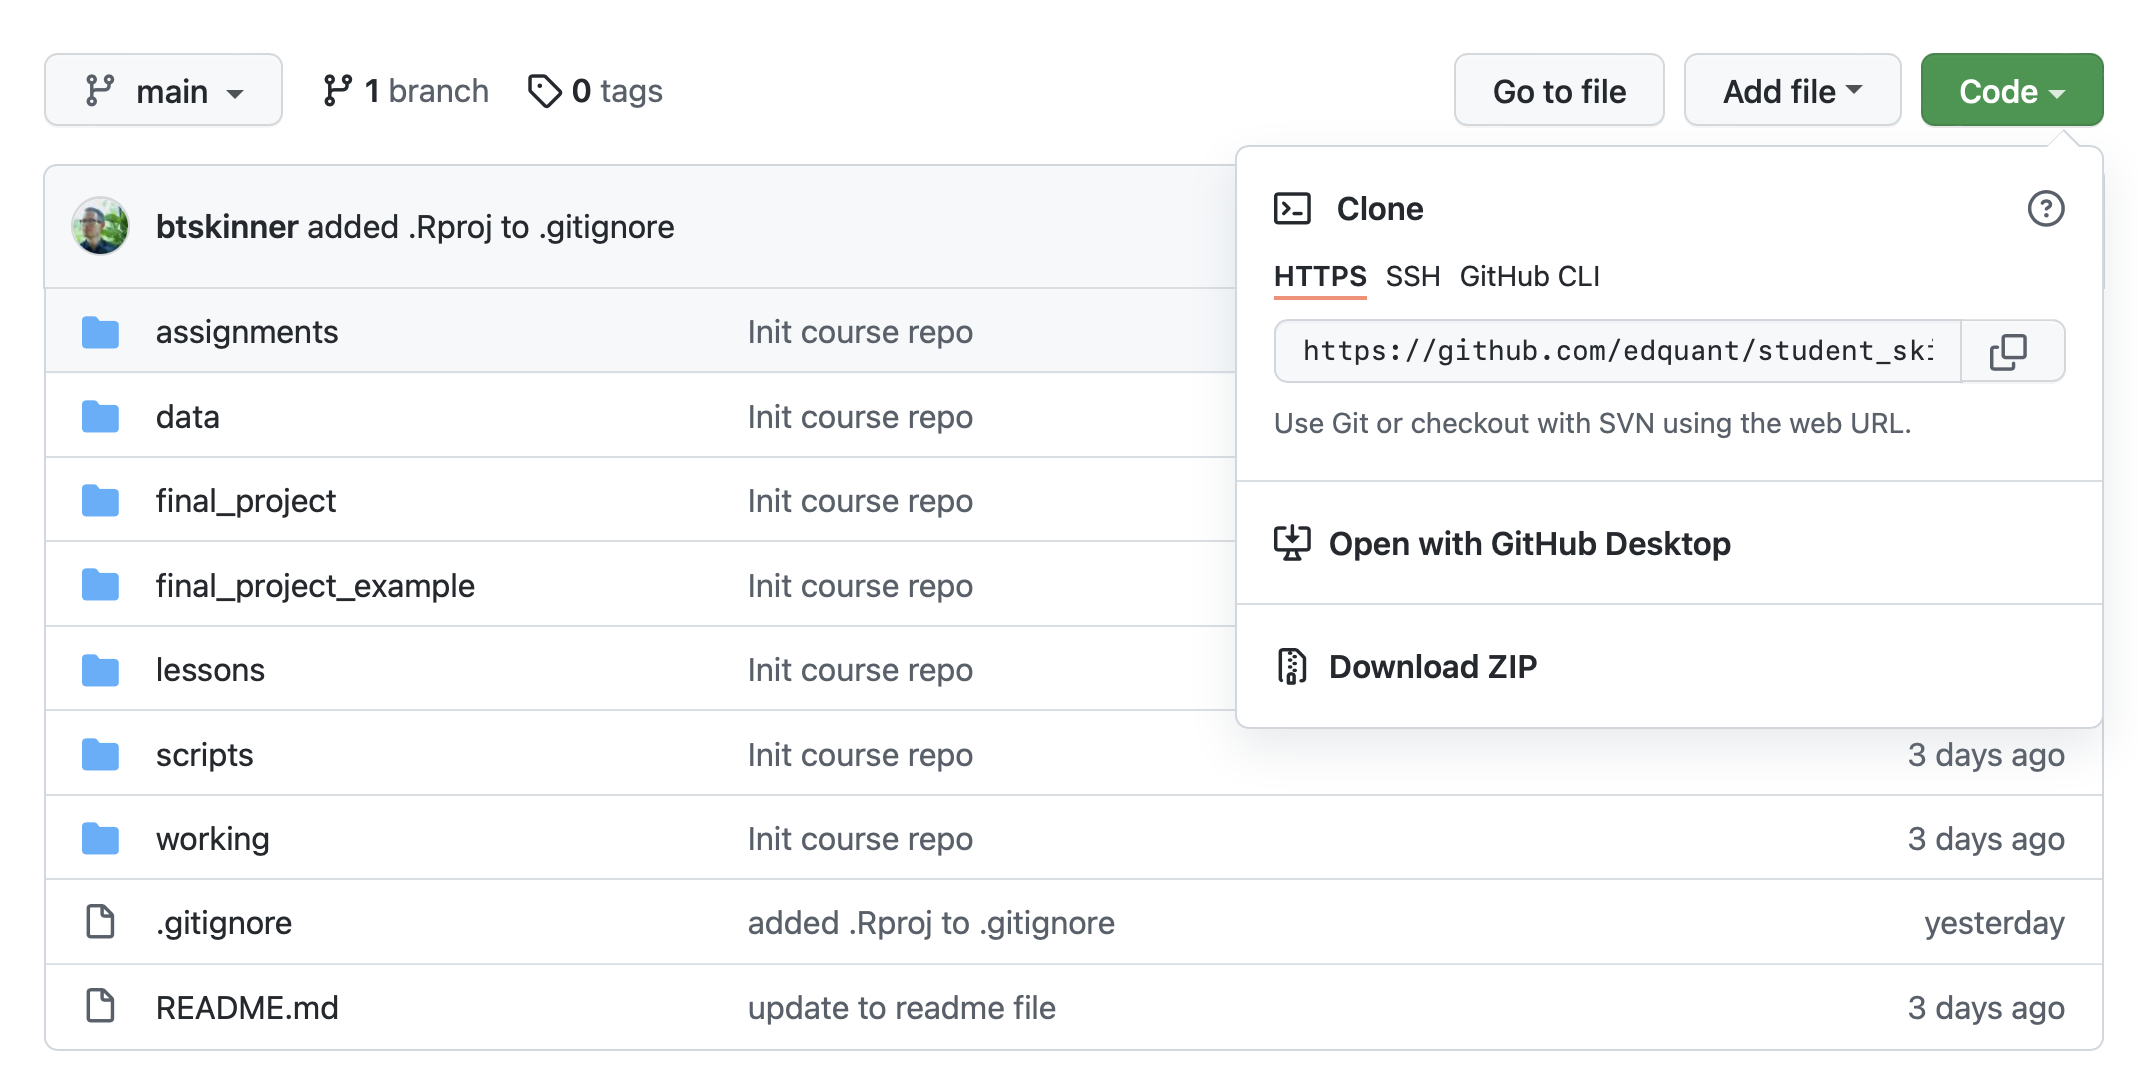 main
1 branch
0 tags
Go to file
Add file
Code
btskinner added .Rproj to .gitignore
Clone
HTTPS SSH GitHub CLI
https://github.com/edquant/student_ski
Use Git or checkout with SVN using the web URL.
Open with GitHub Desktop
Download ZIP
assignments Init course repo
data Init course repo
final_project Init course repo
final_project_example Init course repo
lessons Init course repo
scripts Init course repo 3 days ago
working Init course repo 3 days ago
.gitignore added .Rproj to .gitignore yesterday
README.md update to readme file 3 days ago